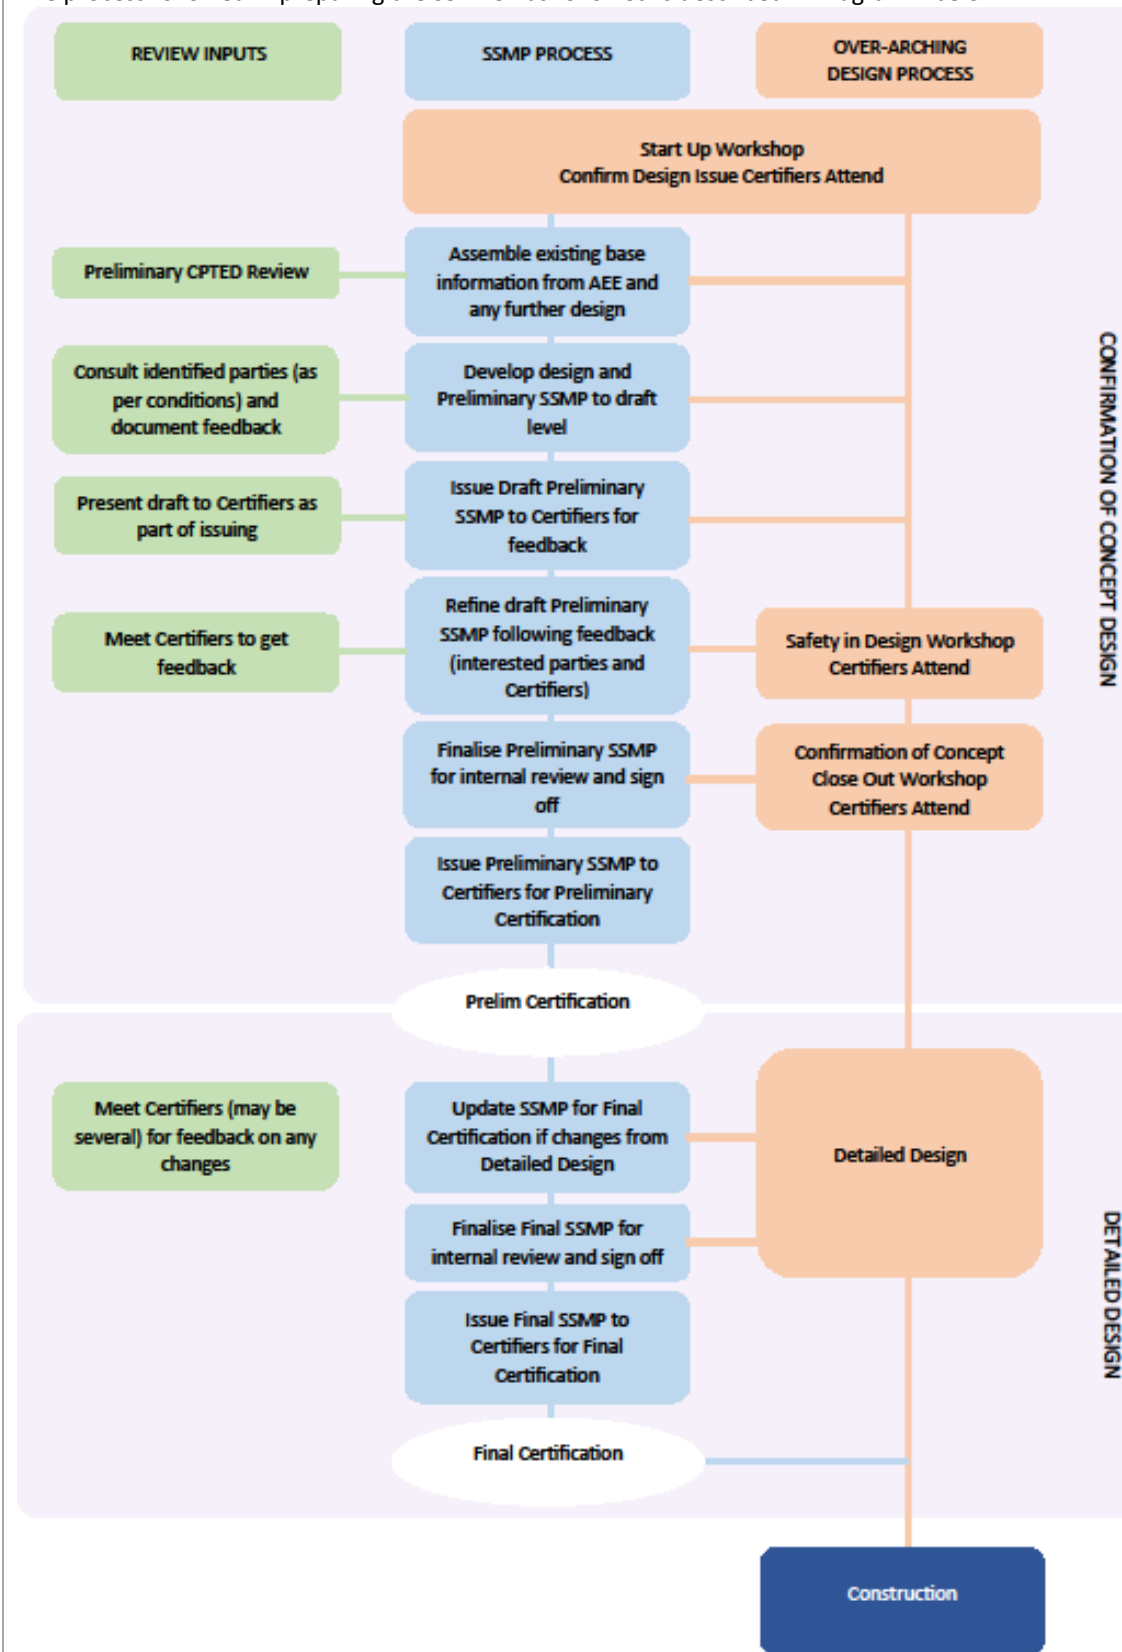 REVIEW INPUTS
SSMP PROCESS
OVER-ARCHING
DESIGN PROCESS
Start Up Workshop
Confirm Design Issue Certifiers Attend
Preliminary CPTED Review
Assemble existing base
information from AEE and
any further design
Consult identified parties (as
per conditions) and
document feedback
Develop design and
Preliminary SSMP to draft
level
Present draft to Certifiers as
part of issuing
Issue Draft Preliminary
SSMP to Certifiers for
feedback
Meet Certifiers to get
feedback
Refine draft Preliminary
SSMP following feedback
(interested parties and
Certifiers)
Safety in Design Workshop
Certifiers Attend
Finalise Preliminary SSMP
for internal review and sign
off
Confirmation of Concept
Close Out Workshop
Certifiers Attend
Issue Preliminary SSMP to
Certifiers for Preliminary
Certification
CONFIRMATION OF CONCEPT DESIGN
Prelim Certification
Meet Certifiers (may be
several) for feedback on any
changes
Update SSMP for Final
Certification if changes from
Detailed Design
Detailed Design
Finalise Final SSMP for
internal review and sign off
Issue Final SSMP to
Certifiers for Final
Certification
DETAILED DESIGN
Final Certification
Construction